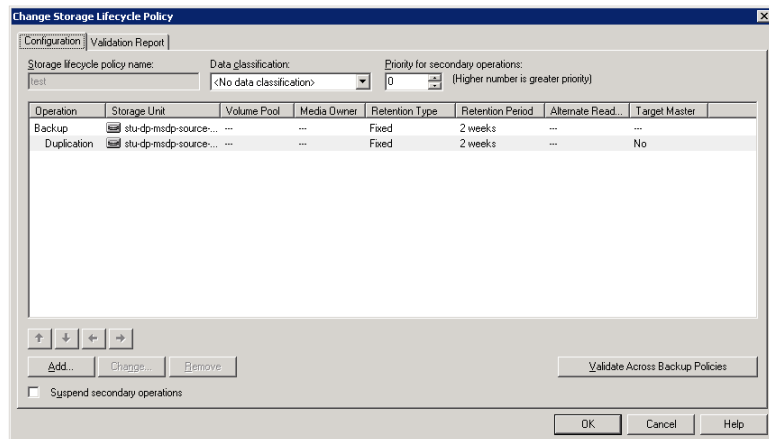 Change Storage Lifecycle Policy
Configuration Validation Report
Storage lifecycle policy name: Data classification: Priority for secondary operations:
test <No data classification> 0 (Higher number is greater priority)
Operation Storage Unit Volume Pool Media Owner Retention Type Retention Period Alternate Read... Target Master
Backup stu-dp-msdp-source-... --- --- Fixed 2 weeks --- ---
Duplication stu-dp-msdp-source-... --- --- Fixed 2 weeks --- No
Add... Change... Remove Validate Across Backup Policies
Suspend secondary operations
OK Cancel Help